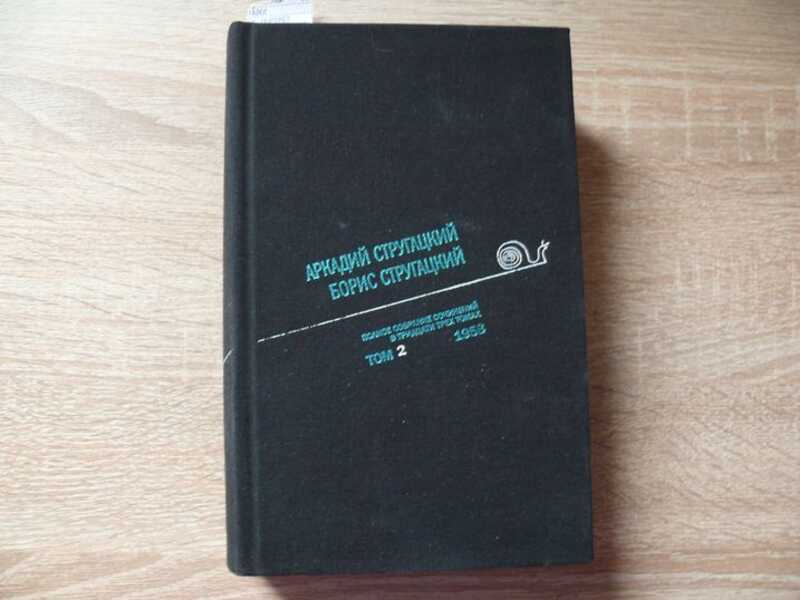 АРКАДИЙ СТРУГАЦКИЙ
БОРИС СТРУГАЦКИЙ
ПОЛНОЕ СОБРАНИЕ СОЧИНЕНИЙ
В ТРИДЦАТИ ТРЕХ ТОМАХ
ТОМ 2 1958